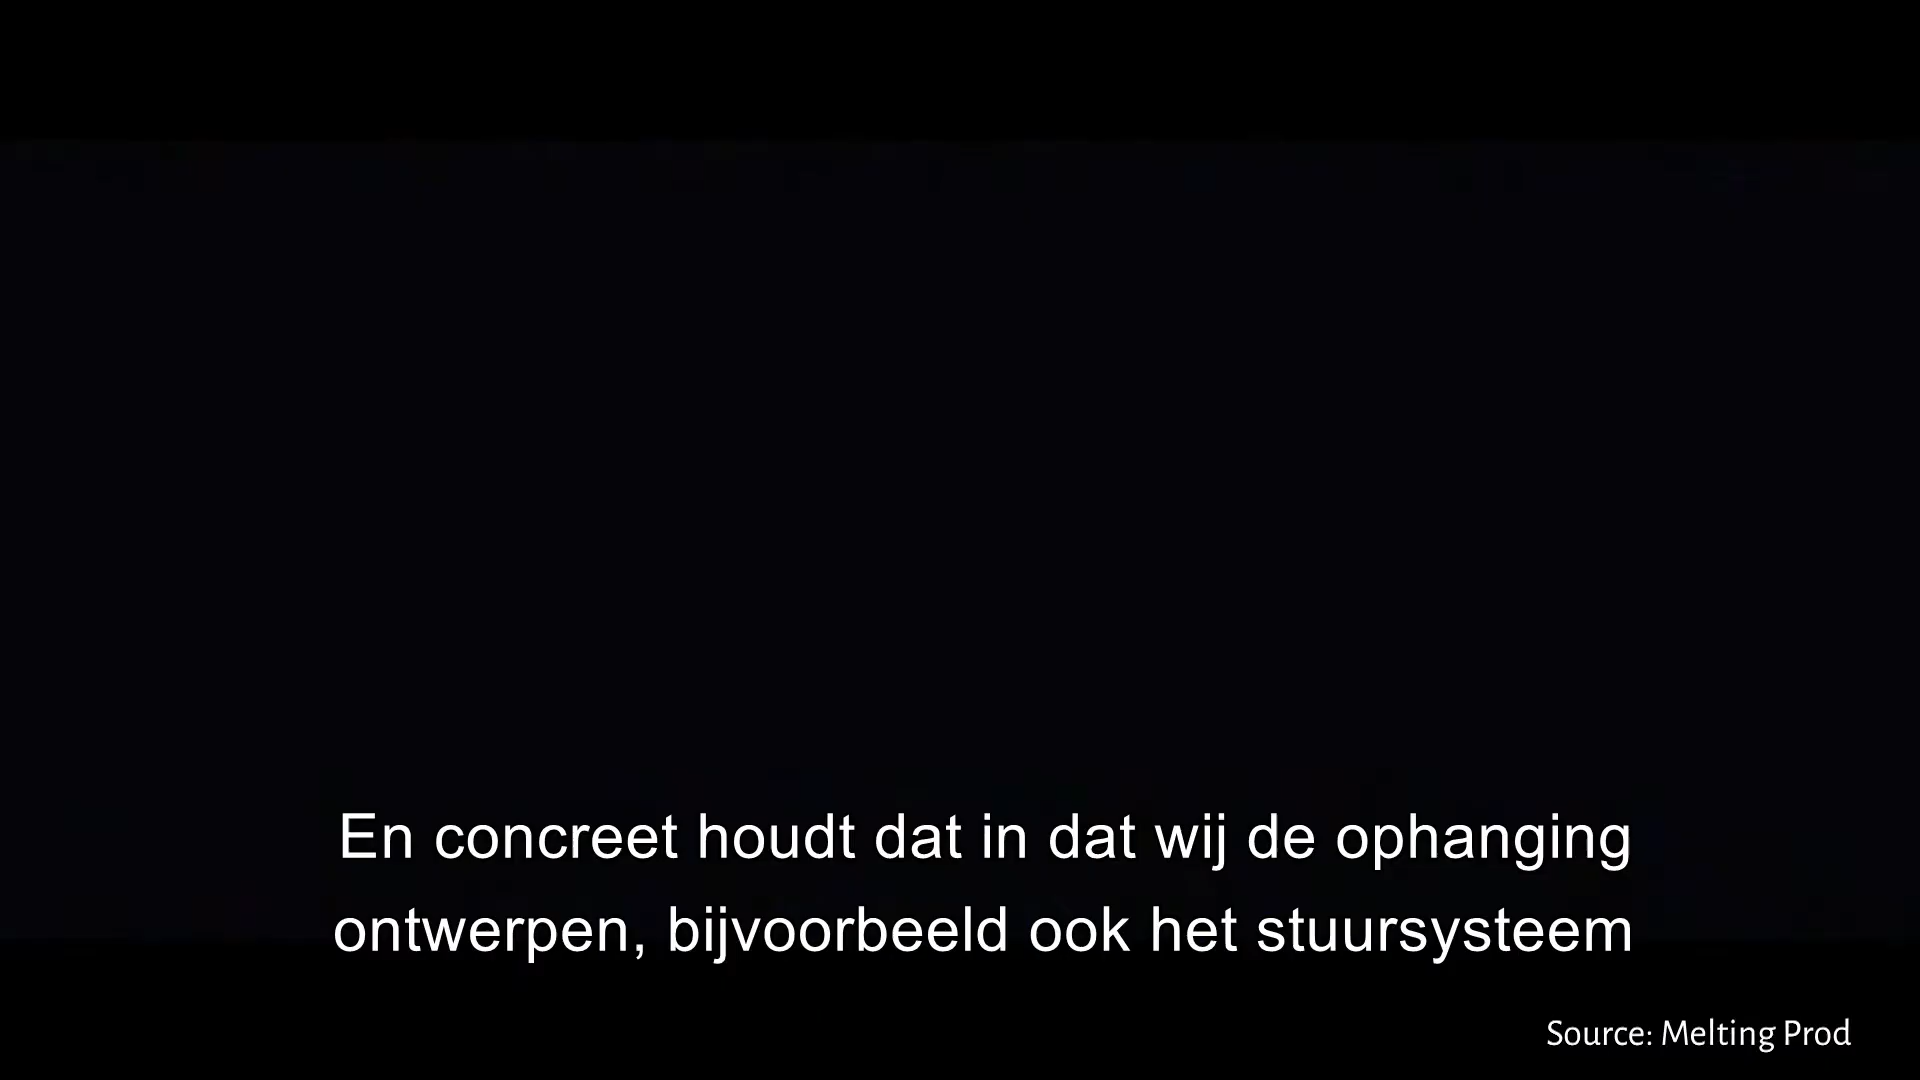 En concreet houdt dat in dat wij de ophanging
ontwerpen, bijvoorbeeld ook het stuursysteem
Source: Melting Prod